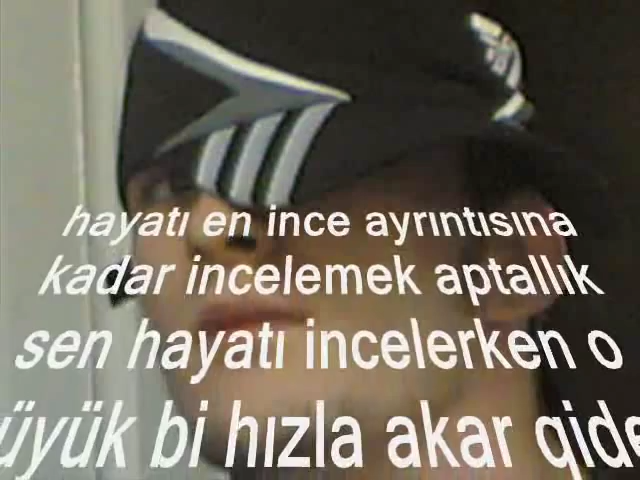 hayatı en ince ayrıntısına
kadar incelemek aptallık
sen hayatı incelerken o
üyük bi hızla akar gide